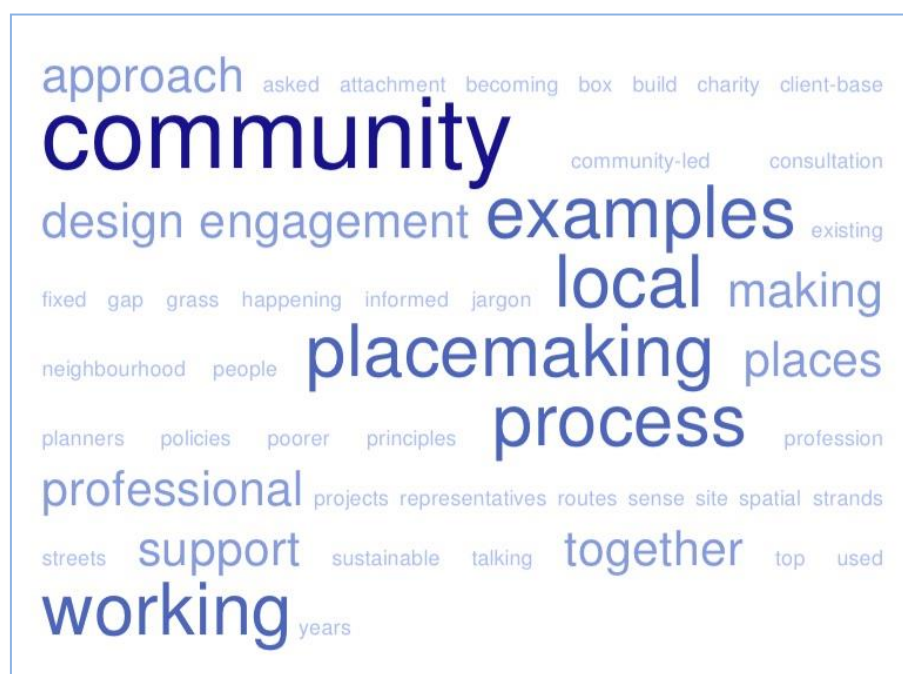 approach asked attachment becoming box build charity client-base
community community-led consultation
design engagement examples existing
fixed gap grass happening informed jargon local making
neighbourhood people placemaking places
planners policies poorer principles process profession
professional projects representatives routes sense site spatial strands
streets support sustainable talking together top used
working years